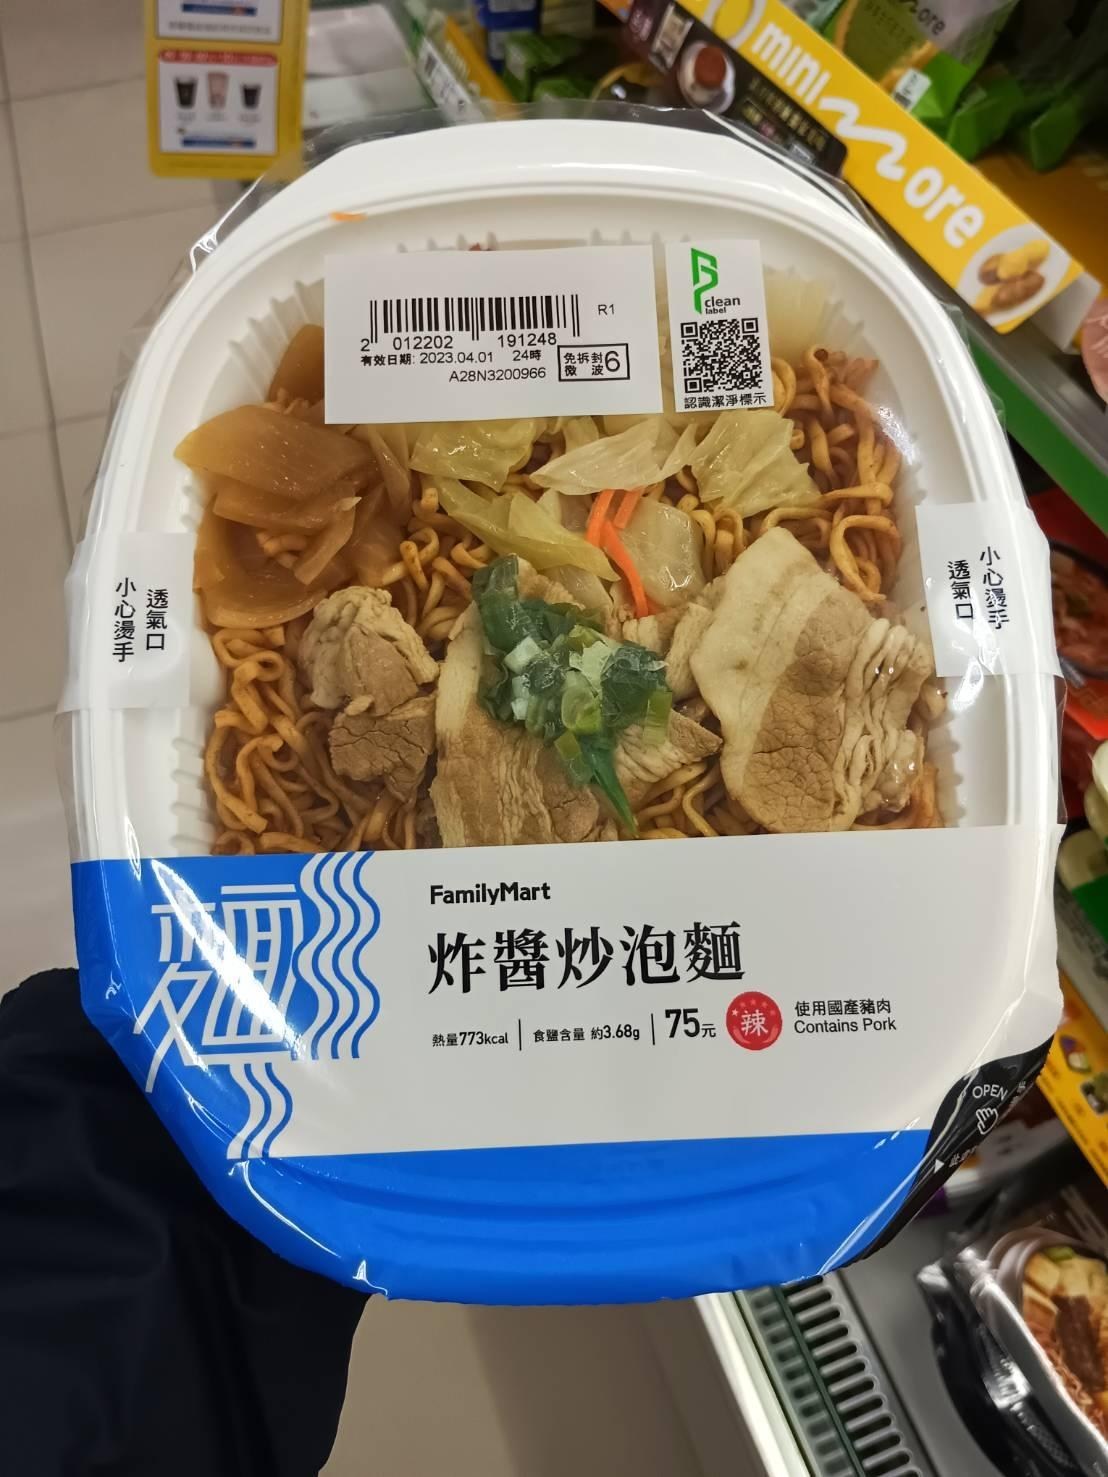 mini
more
clean
label
R1
2 012202 191248
有效日期: 2023.04.01 24時
A28N3200966
免拆封
微波 6
認識潔淨標示
透氣口
小心燙手
小心燙手
透氣口
麵
FamilyMart
炸醬炒泡麵
熱量773kcal
食鹽含量 約3.68g
75元
辣
使用國產豬肉
Contains Pork
OPEN